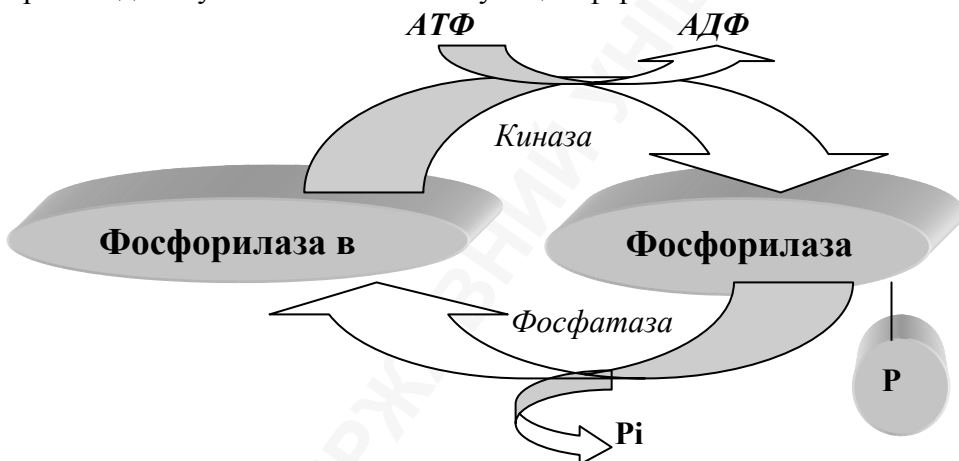 АТФ АДФ
Киназа
Фосфорилаза в Фосфорилаза
Фосфатаза
P
Pi